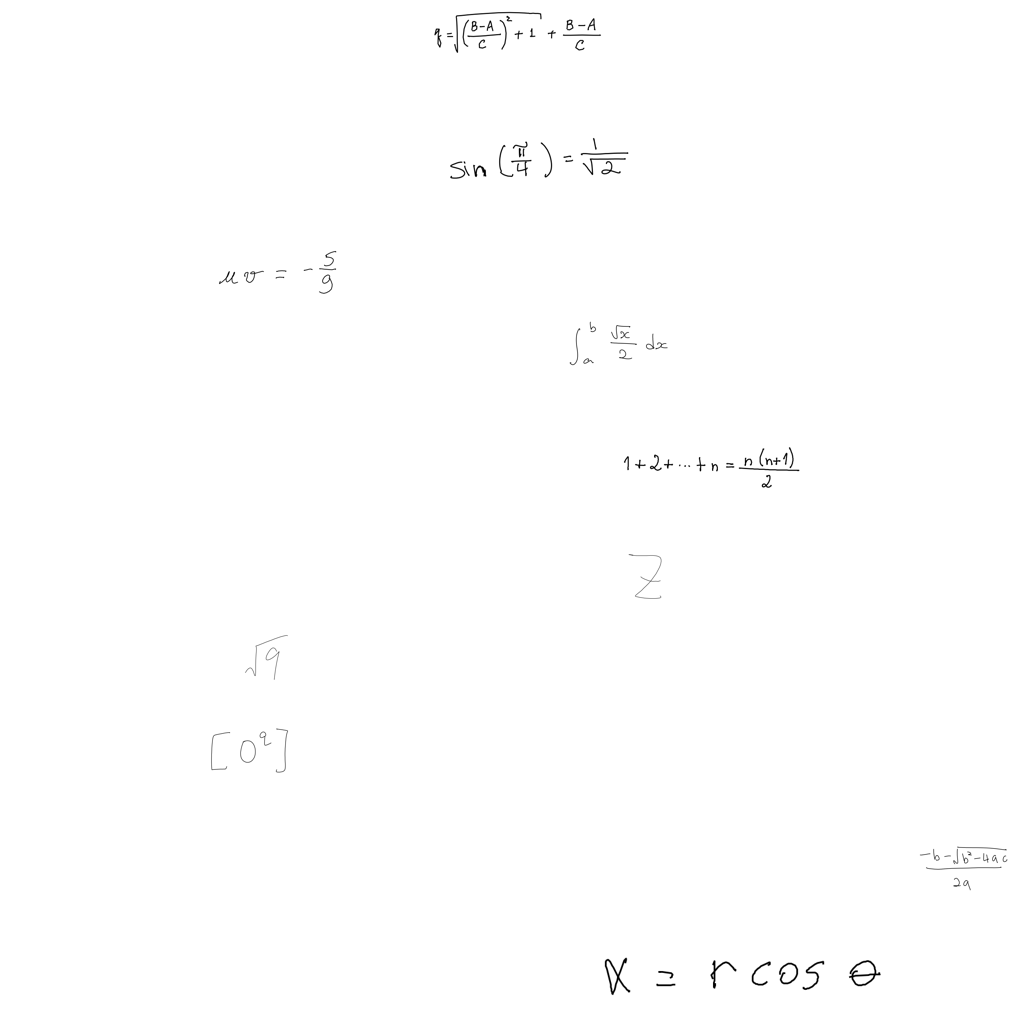 q = \sqrt{\left(\frac{B-A}{C}\right)^2 + 1} + \frac{B-A}{C}
\sin\left(\frac{\pi}{4}\right) = \frac{1}{\sqrt{2}}
uv = -\frac{5}{9}
\int_a^b \frac{\sqrt{x}}{2} dx
1+2+\cdots+n = \frac{n(n+1)}{2}
Z
\sqrt{9}
[0^q]
\frac{-b-\sqrt{b^2-4ac}}{2a}
x = r \cos \theta